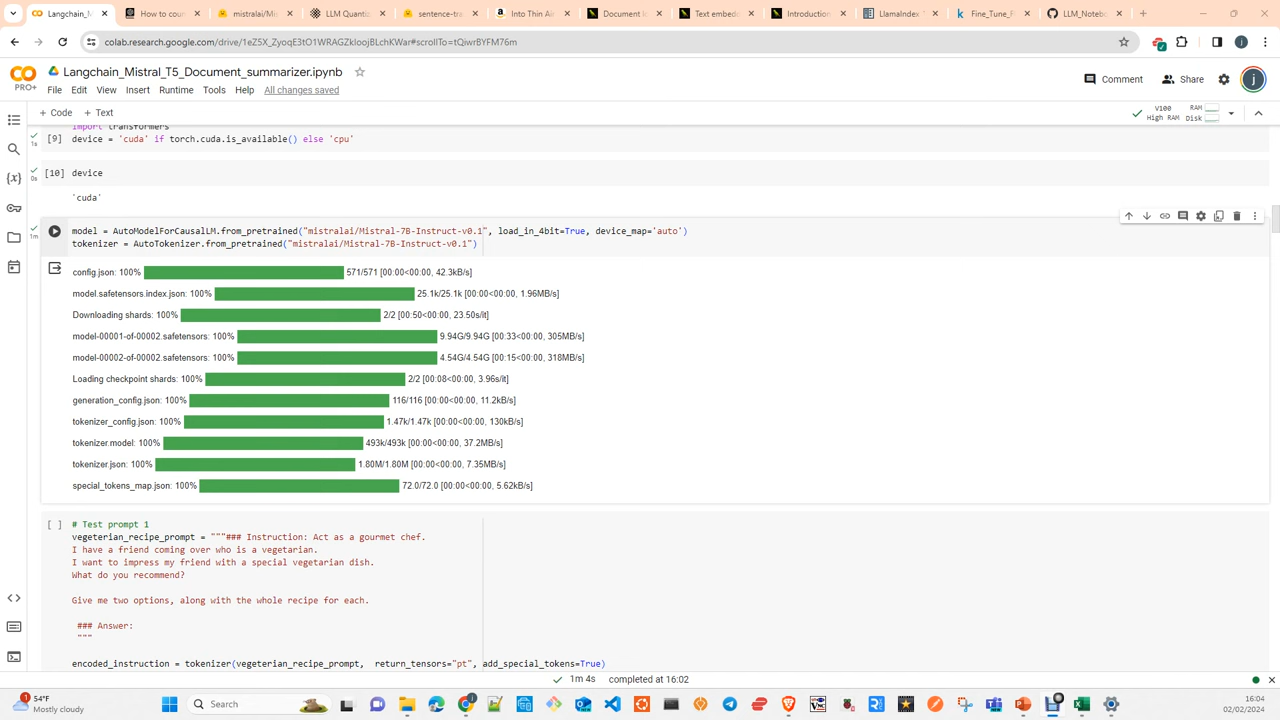 Langchain_Mistral_T
How to coun
mistralai/Mist
LLM Quantiz
sentence-tra
Into Thin Air
Document lo
Text embedd
Introduction
LlamaIndex
Fine_Tune_F
LLM_Notebo
colab.research.google.com/drive/1eZ5X_ZyoqE3tO1WRAGZkloojBLchKWar#scrollTo=tQiwrBYFM76m
j
PRO+
Langchain_Mistral_T5_Document_summarizer.ipynb
Comment
Share
j
File Edit View Insert Runtime Tools Help All changes saved
+ Code + Text
V100
High RAM
RAM
Disk
import transformers
[9] device = 'cuda' if torch.cuda.is_available() else 'cpu'
1s
[10] device
0s
'cuda'
model = AutoModelForCausalLM.from_pretrained("mistralai/Mistral-7B-Instruct-v0.1", load_in_4bit=True, device_map='auto')
1m
tokenizer = AutoTokenizer.from_pretrained("mistralai/Mistral-7B-Instruct-v0.1")
config.json: 100% 571/571 [00:00<00:00, 42.3kB/s]
model.safetensors.index.json: 100% 25.1k/25.1k [00:00<00:00, 1.96MB/s]
Downloading shards: 100% 2/2 [00:50<00:00, 23.50s/it]
model-00001-of-00002.safetensors: 100% 9.94G/9.94G [00:33<00:00, 305MB/s]
model-00002-of-00002.safetensors: 100% 4.54G/4.54G [00:15<00:00, 318MB/s]
Loading checkpoint shards: 100% 2/2 [00:08<00:00, 3.96s/it]
generation_config.json: 100% 116/116 [00:00<00:00, 11.2kB/s]
tokenizer_config.json: 100% 1.47k/1.47k [00:00<00:00, 130kB/s]
tokenizer.model: 100% 493k/493k [00:00<00:00, 37.2MB/s]
tokenizer.json: 100% 1.80M/1.80M [00:00<00:00, 7.35MB/s]
special_tokens_map.json: 100% 72.0/72.0 [00:00<00:00, 5.62kB/s]
[ ] # Test prompt 1
vegeterian_recipe_prompt = """### Instruction: Act as a gourmet chef.
I have a friend coming over who is a vegetarian.
I want to impress my friend with a special vegetarian dish.
What do you recommend?
Give me two options, along with the whole recipe for each.
### Answer:
"""
encoded_instruction = tokenizer(vegeterian_recipe_prompt, return_tensors="pt", add_special_tokens=True)
1m 4s completed at 16:02
1
54°F
Mostly cloudy
Search
16:04
02/02/2024